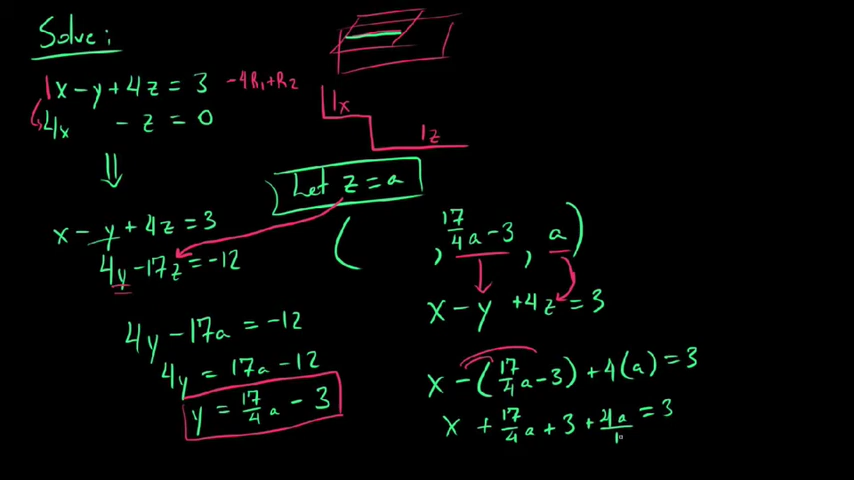 Solve:
1x - y + 4z = 3 -4R₁+R₂
4x - z = 0
1x
1z
⇓
Let z = a
x - y + 4z = 3
4y - 17z = -12
4y - 17a = -12
4y = 17a - 12
y = 17/4 a - 3
( , 17/4 a - 3 , a )
x - y + 4z = 3
x - (17/4 a - 3) + 4(a) = 3
x + 17/4 a + 3 + 4a/1 = 3